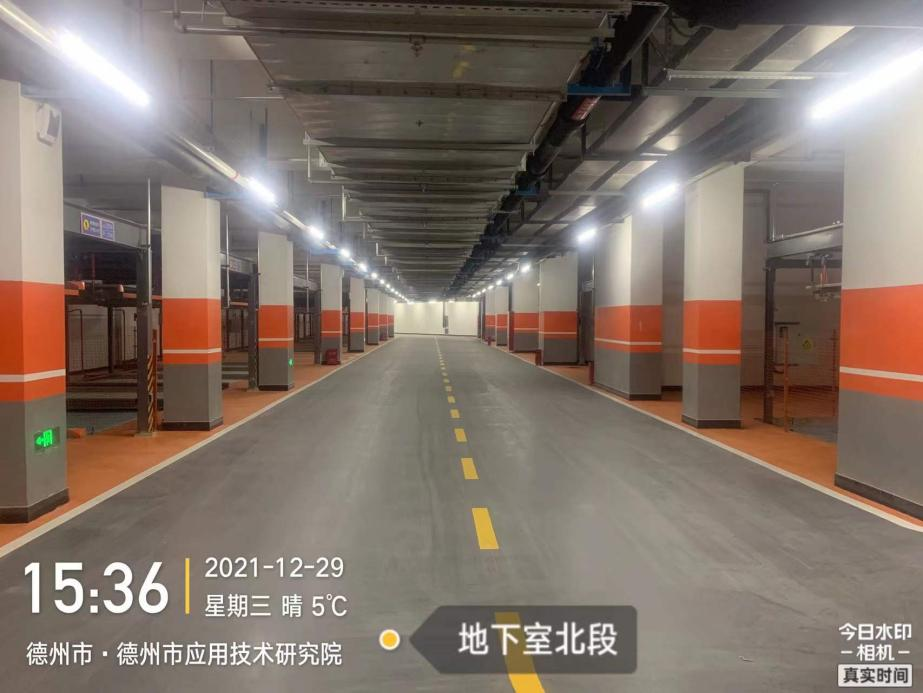 15:36
2021-12-29
星期三 晴 5℃
德州市·德州市应用技术研究院
地下室北段
今日水印
-相机-
真实时间